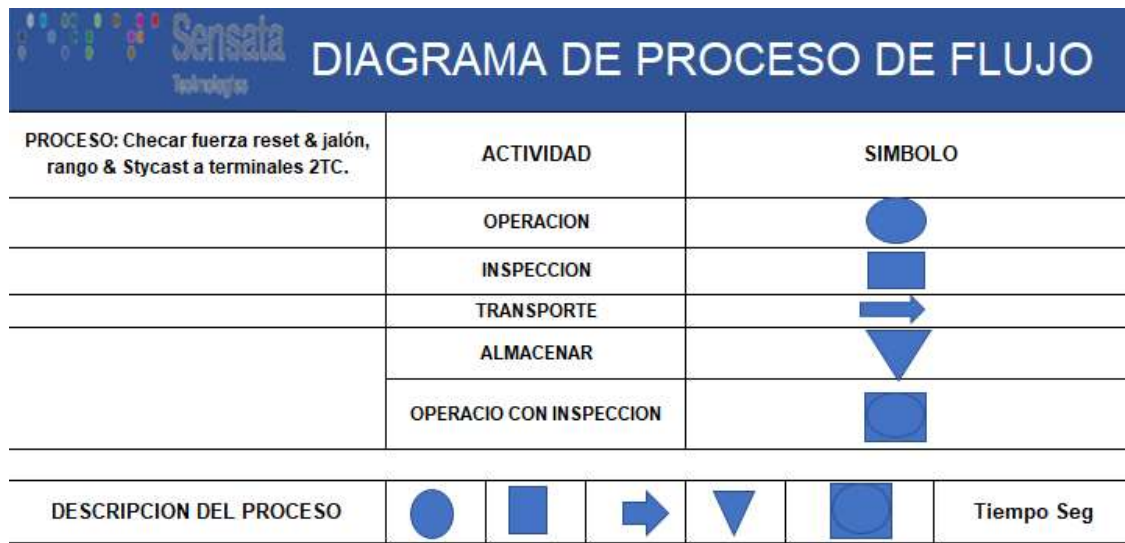 Sensata
Technologies
DIAGRAMA DE PROCESO DE FLUJO
PROCESO: Checar fuerza reset & jalón,
rango & Stycast a terminales 2TC.
ACTIVIDAD
SIMBOLO
OPERACION
INSPECCION
TRANSPORTE
ALMACENAR
OPERACIO CON INSPECCION
DESCRIPCION DEL PROCESO
Tiempo Seg